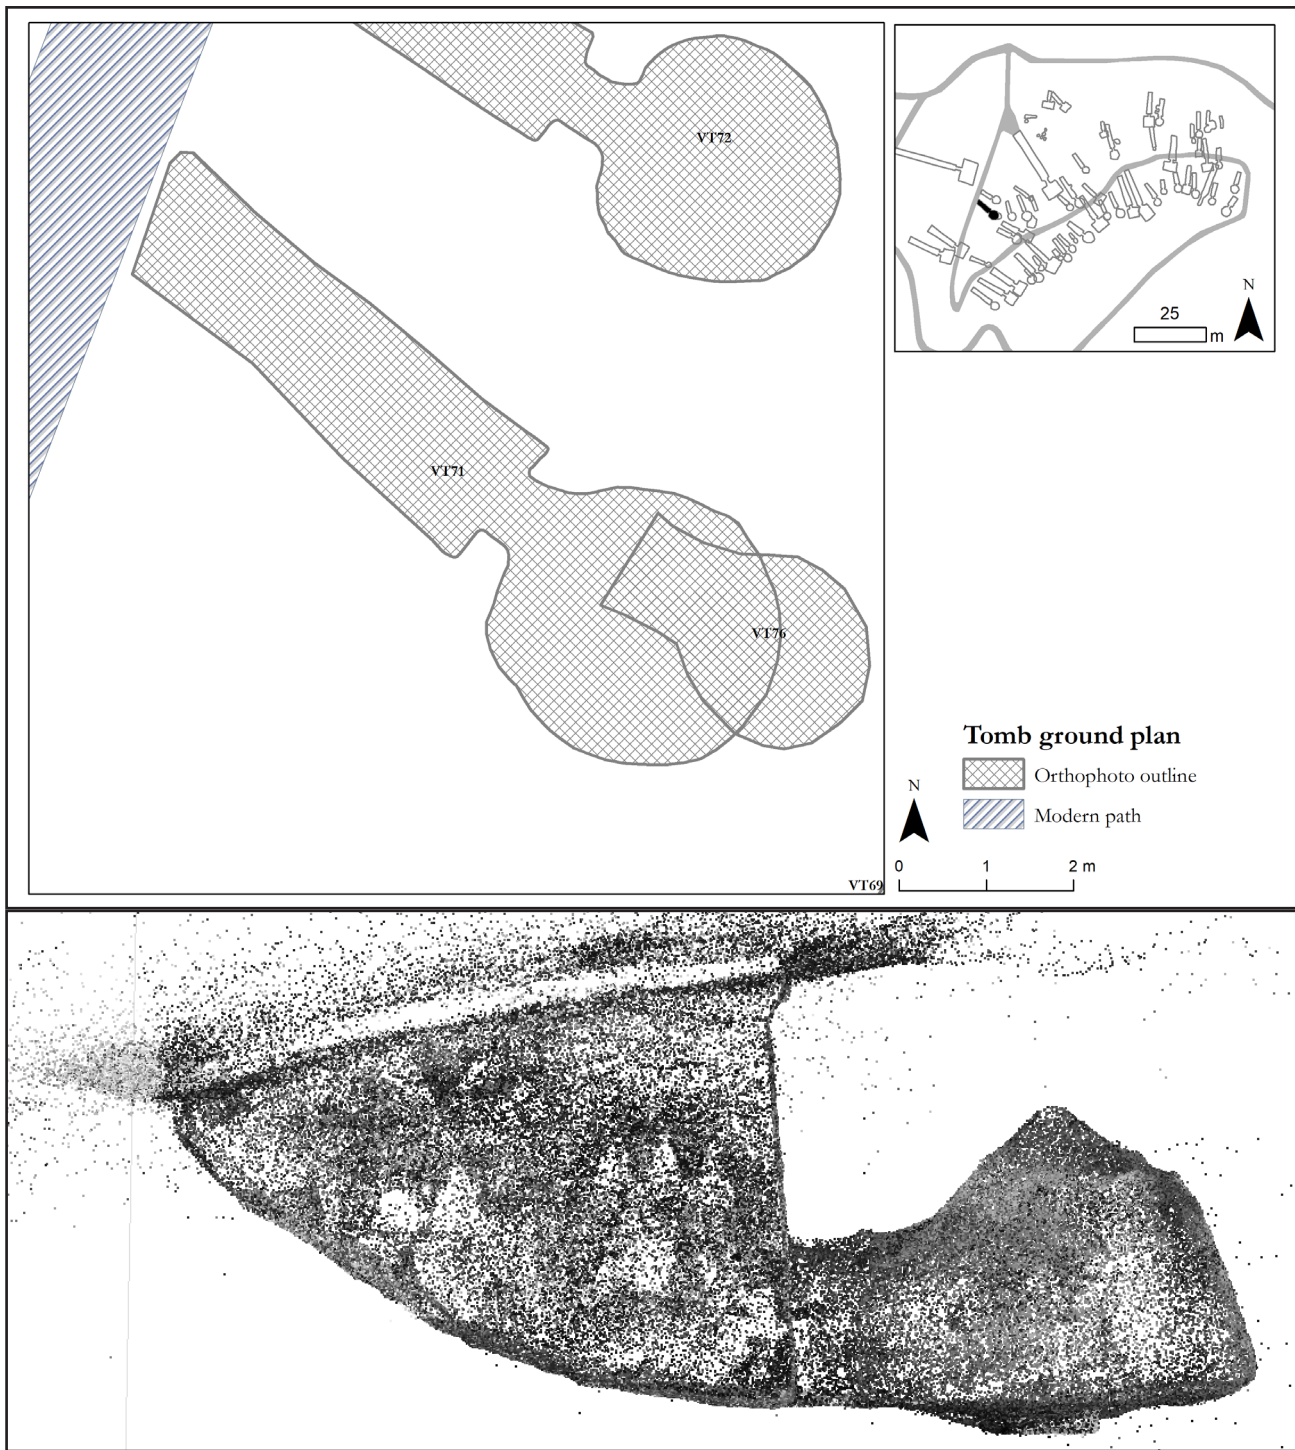 VT72
VT71
VT76
VT69
N
25
m
Tomb ground plan
Orthophoto outline
Modern path
N
0 1 2 m